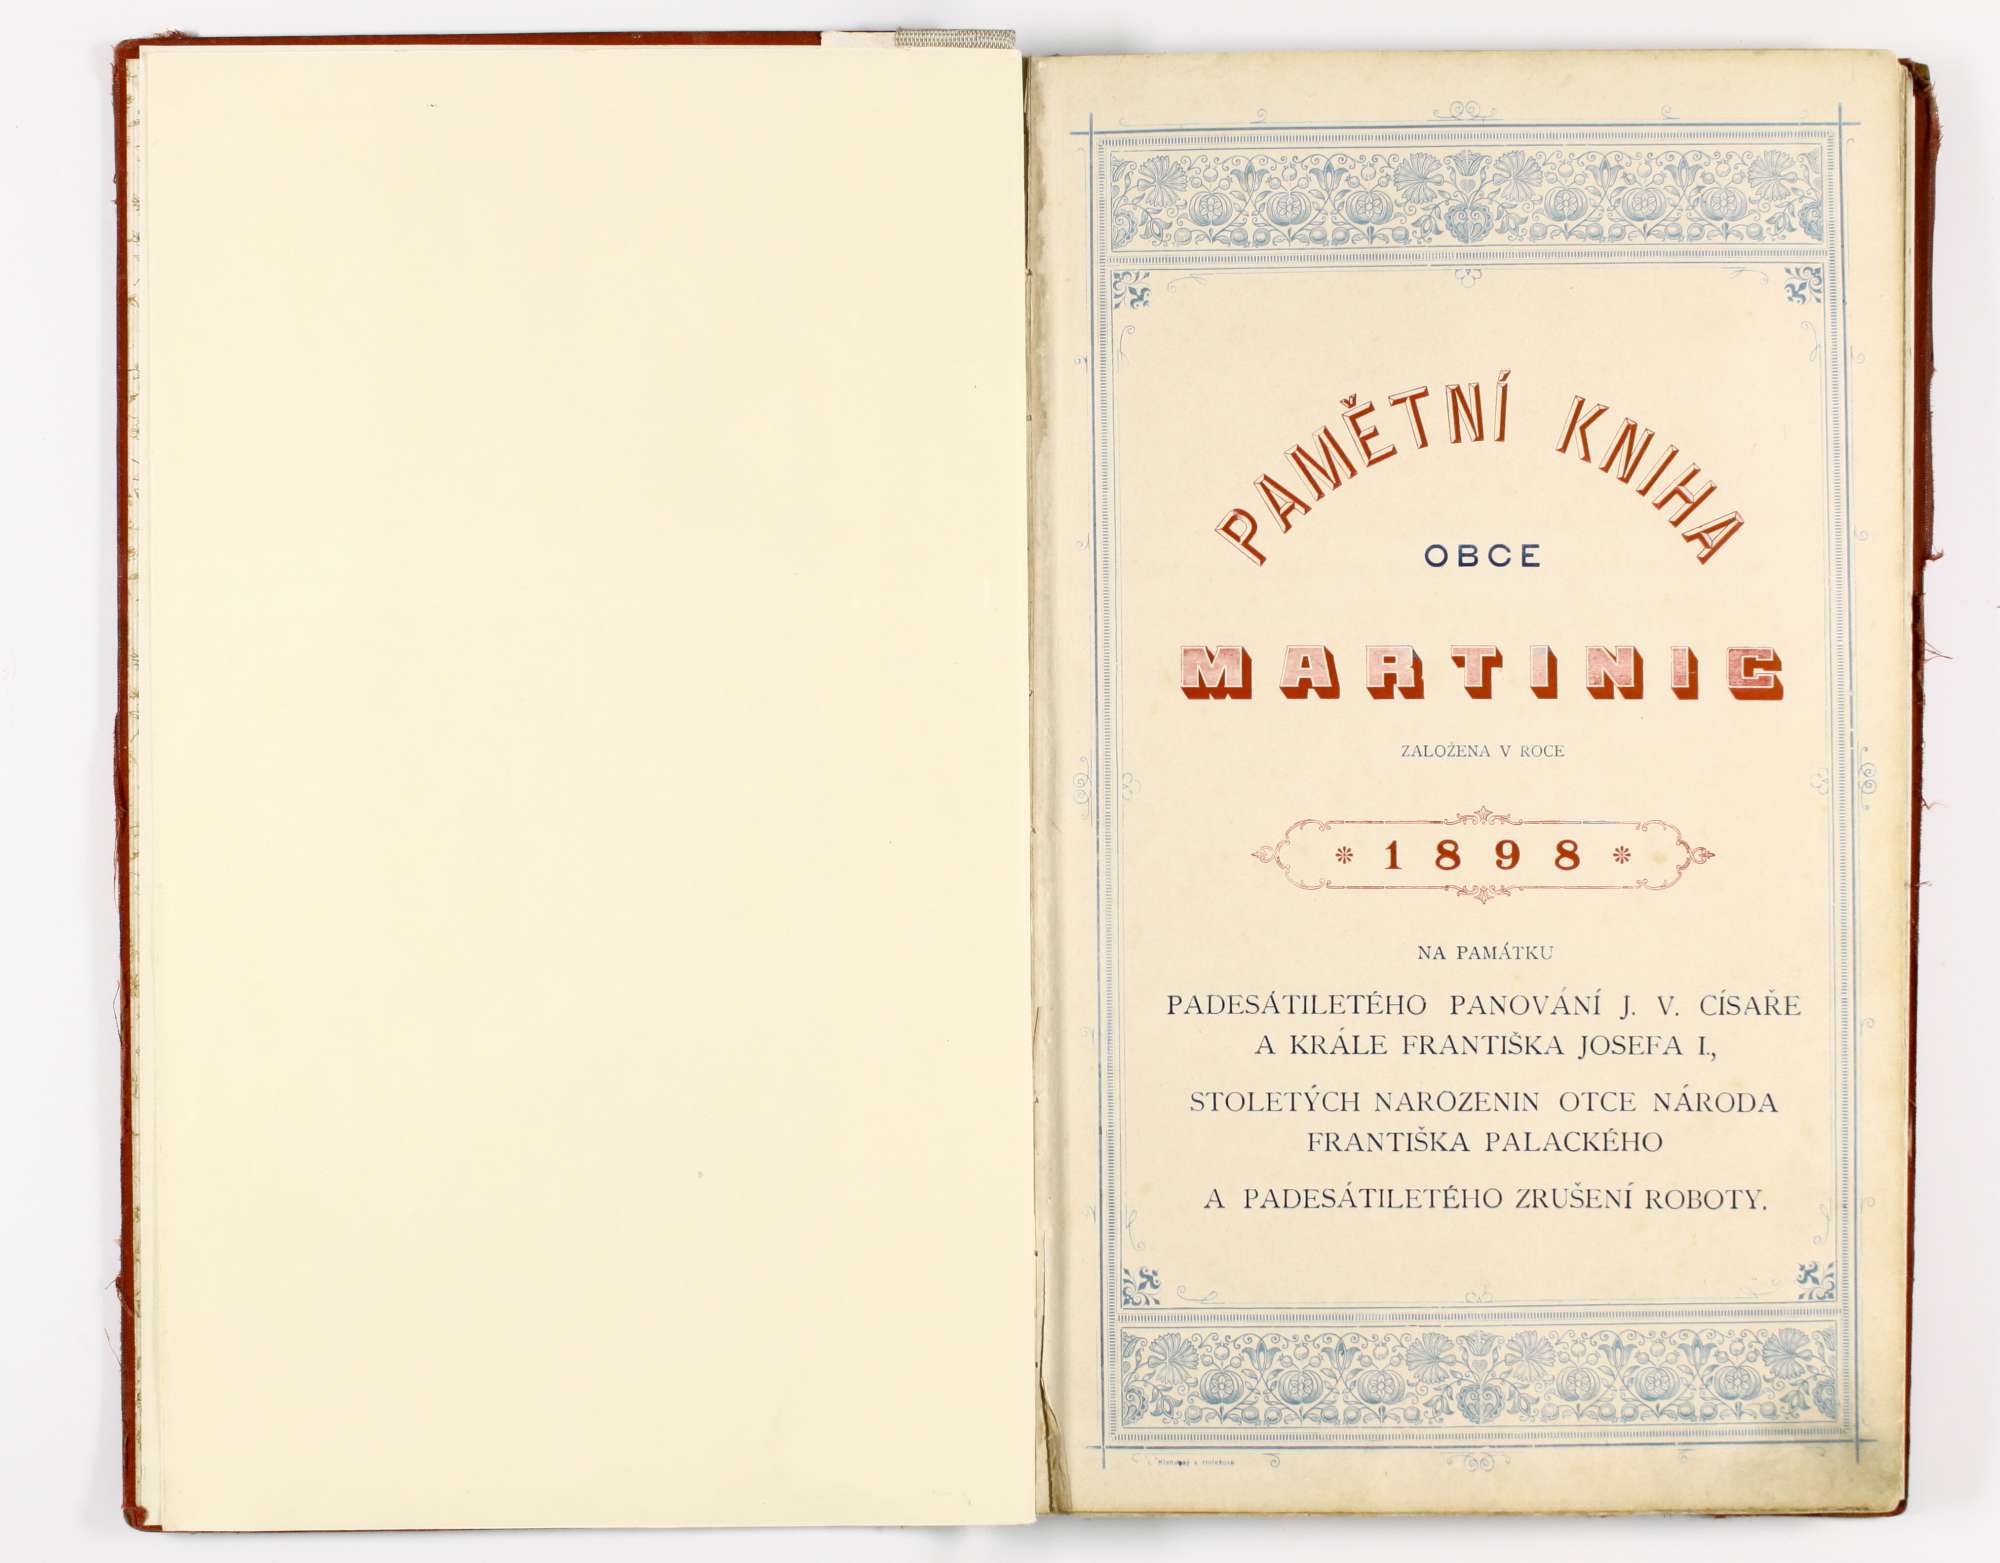 PAMĚTNÍ KNIHA
OBCE
MARTINIC
ZALOŽENA V ROCE
* 1898 *
NA PAMÁTKU
PADESÁTILETÉHO PANOVÁNÍ J. V. CÍSAŘE
A KRÁLE FRANTIŠKA JOSEFA I.,
STOLETÝCH NAROZENIN OTCE NÁRODA
FRANTIŠKA PALACKÉHO
A PADESÁTILETÉHO ZRUŠENÍ ROBOTY.